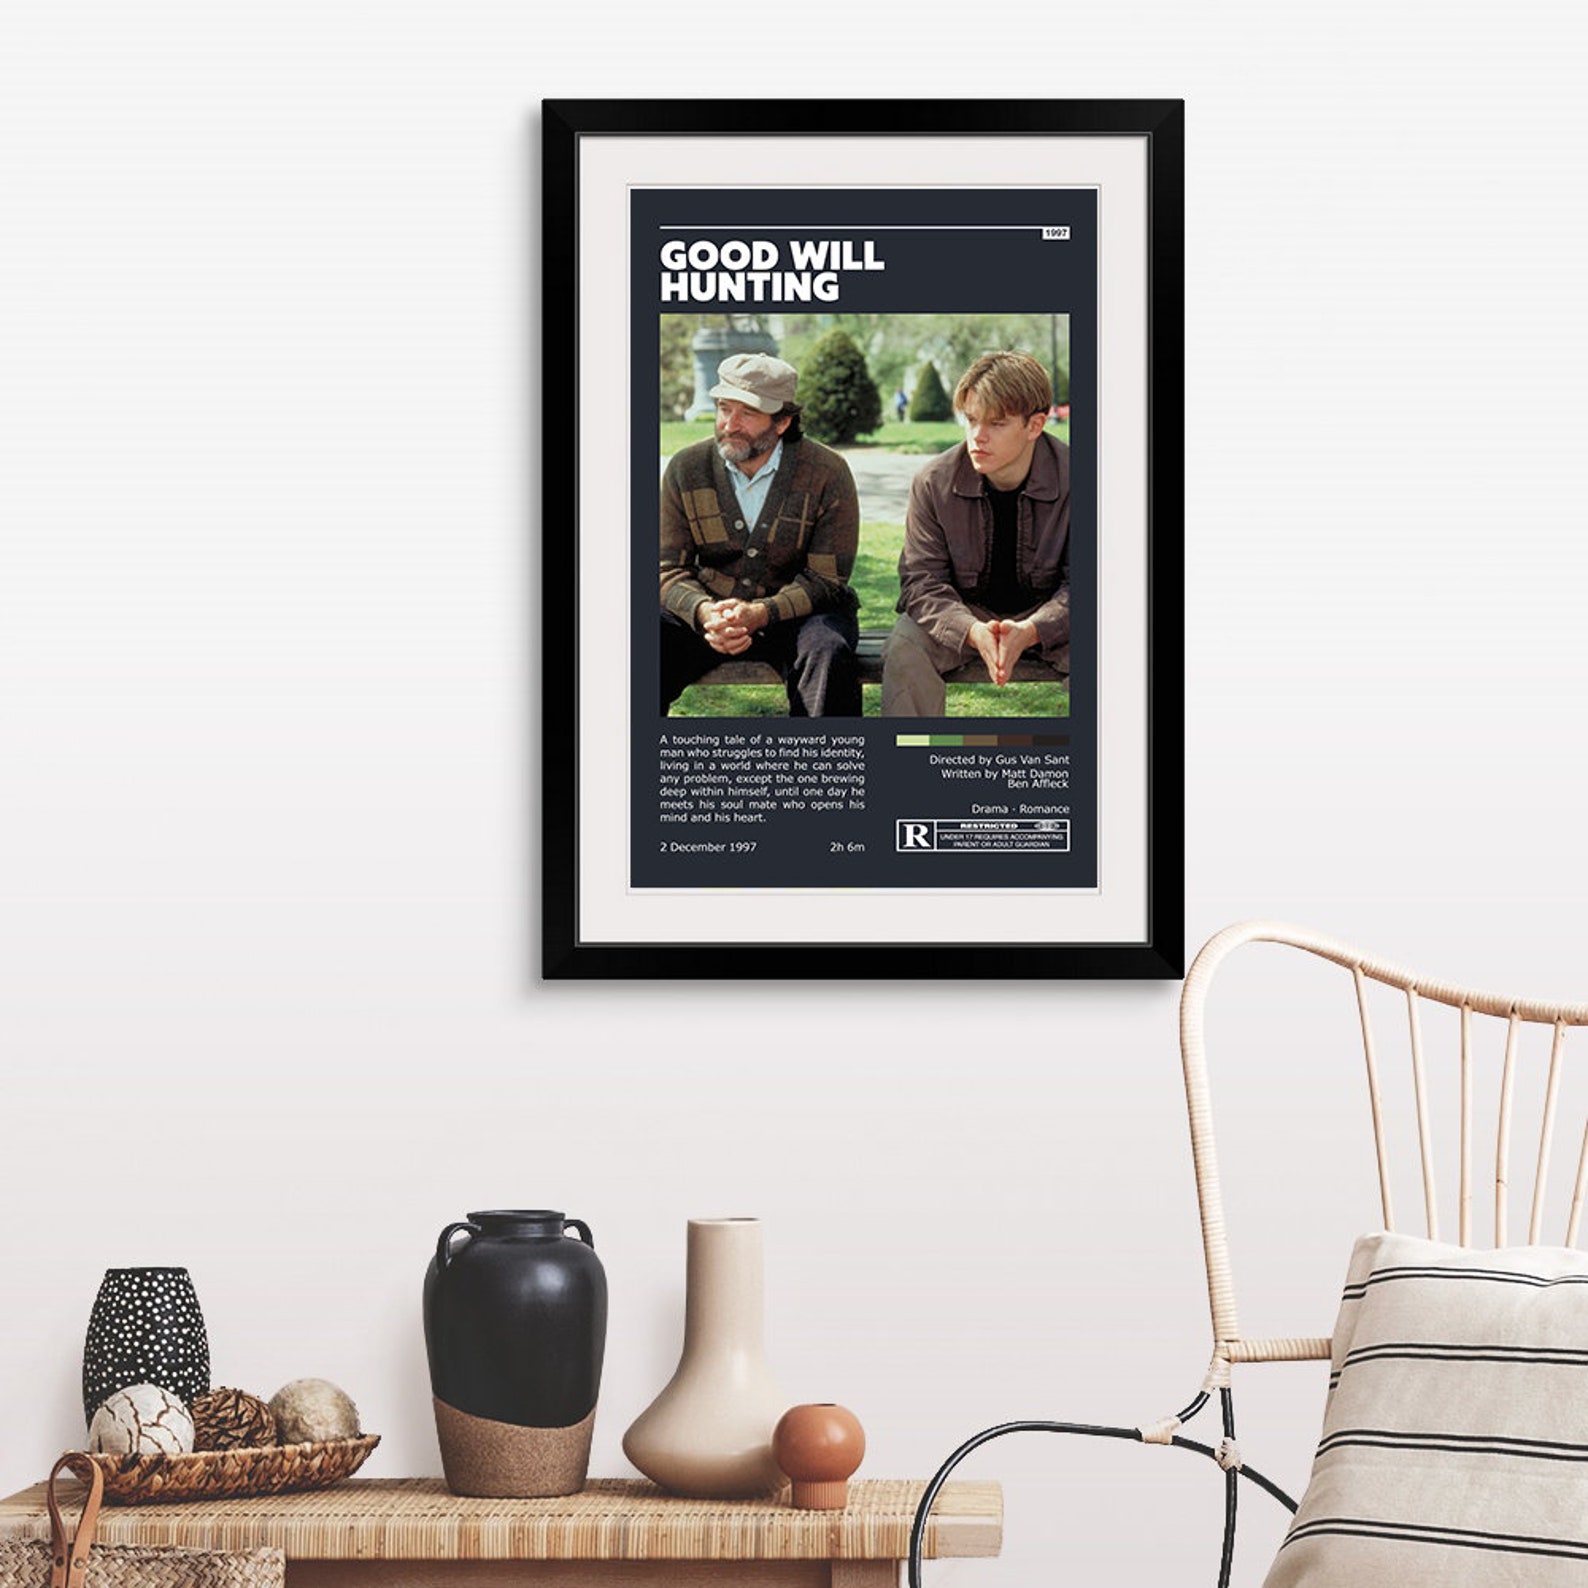 1997
GOOD WILL
HUNTING
A touching tale of a wayward young
man who struggles to find his identity,
living in a world where he can solve
any problem, except the one brewing
deep within himself, until one day he
meets his soul mate who opens his
mind and his heart.
2 December 1997
2h 6m
Directed by Gus Van Sant
Written by Matt Damon
Ben Affleck
Drama - Romance
R
RESTRICTED
UNDER 17 REQUIRES ACCOMPANYING
PARENT OR ADULT GUARDIAN